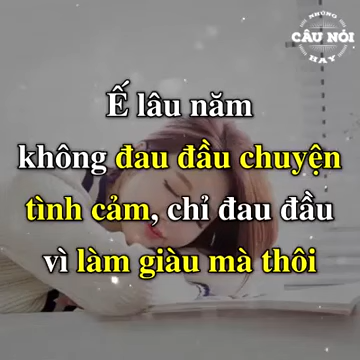 NHỮNG
CÂU NÓI
HAY
Ế lâu năm
không đau đầu chuyện
tình cảm, chỉ đau đầu
vì làm giàu mà thôi